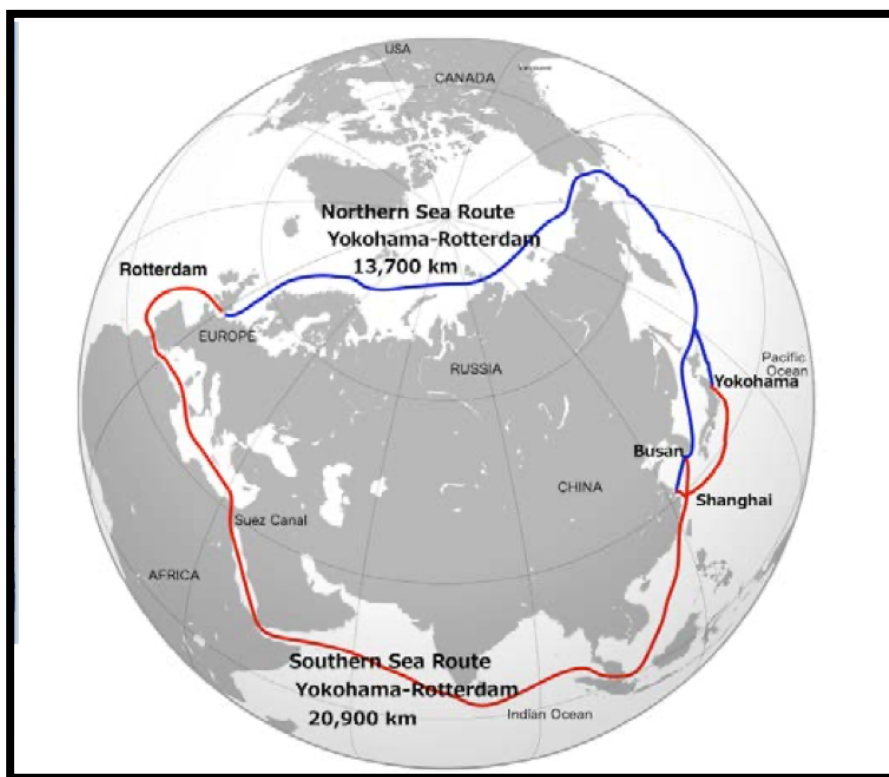 USA
CANADA
Vancouver
Northern Sea Route
Yokohama-Rotterdam
13,700 km
Rotterdam
EUROPE
RUSSIA
Pacific
Ocean
Yokohama
Busan
CHINA
Shanghai
Suez Canal
AFRICA
Southern Sea Route
Yokohama-Rotterdam
20,900 km
Indian Ocean